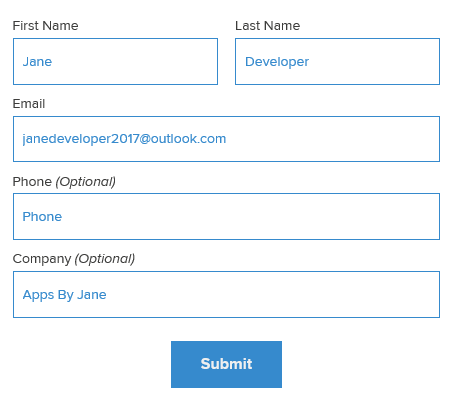 First Name Last Name
Jane Developer
Email
janedeveloper2017@outlook.com
Phone (Optional)
Phone
Company (Optional)
Apps By Jane
Submit